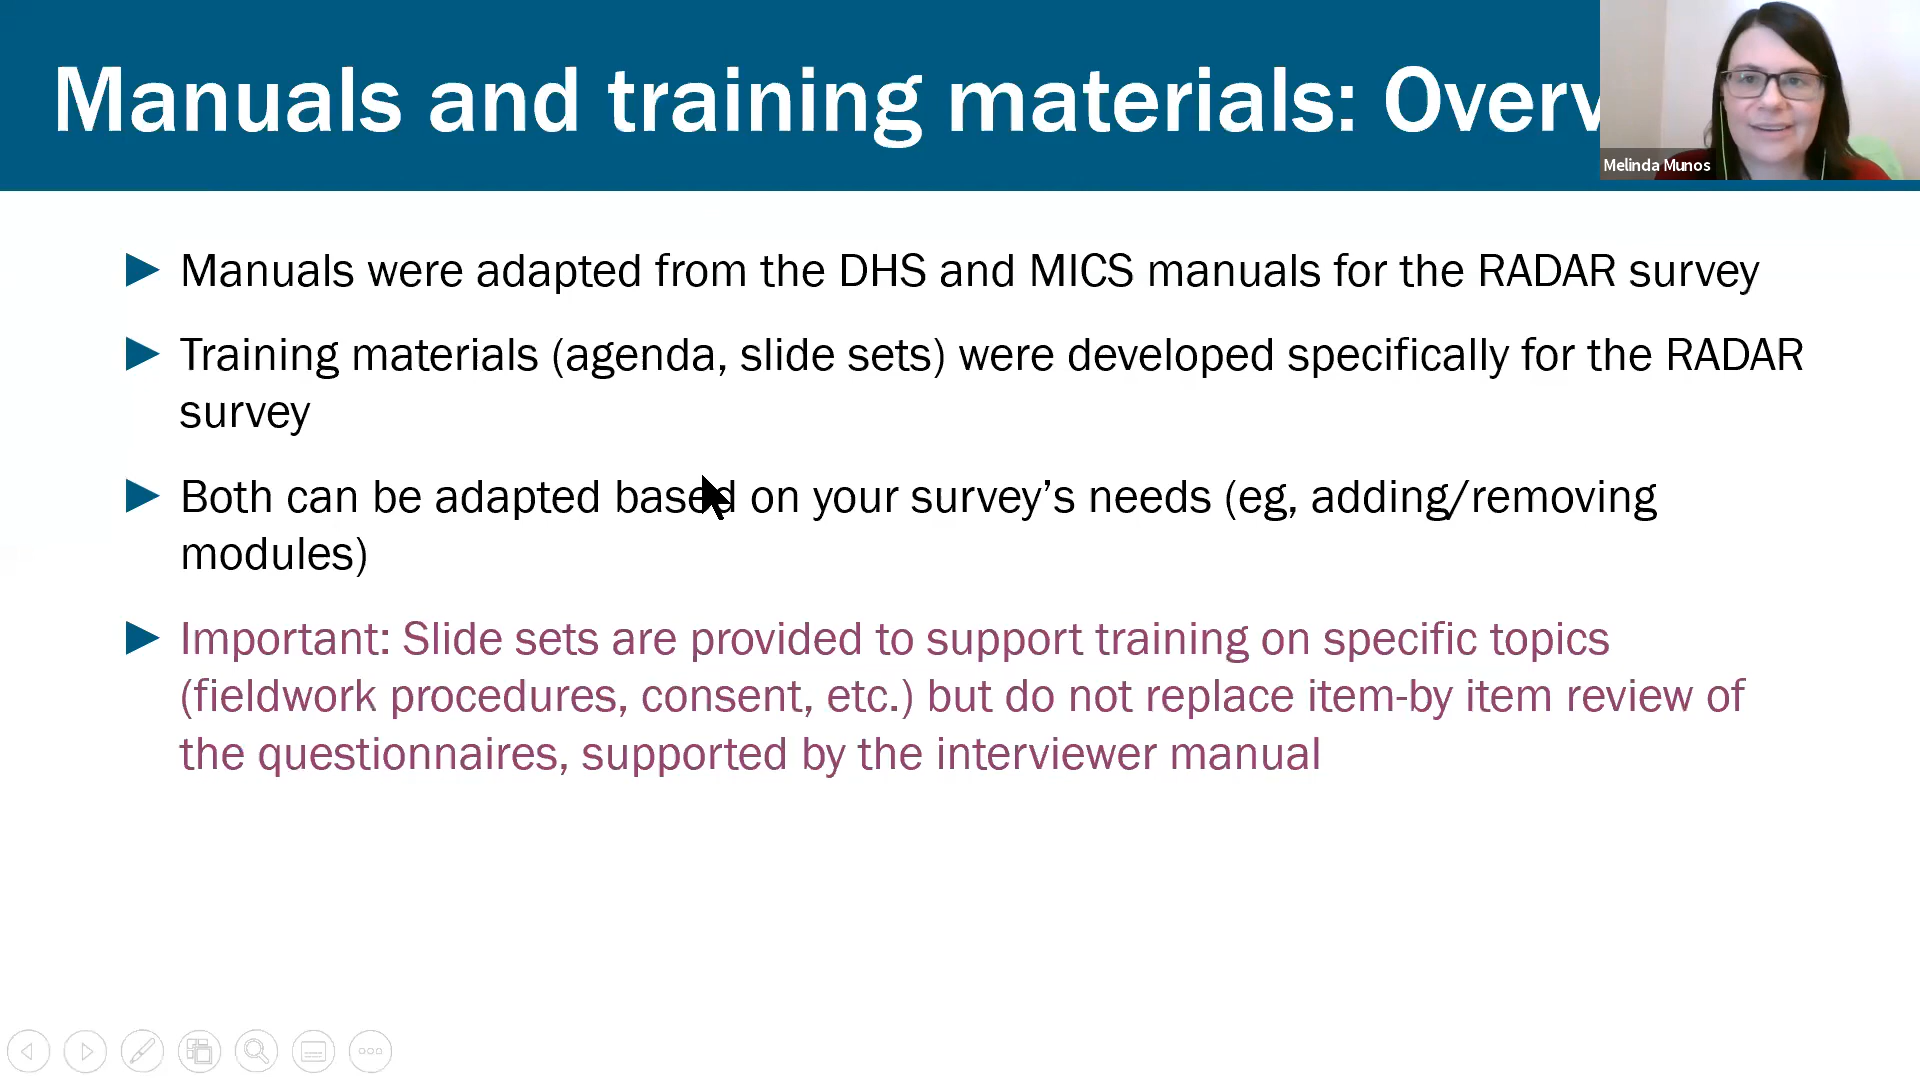 Manuals and training materials: Overv
Melinda Munos
Manuals were adapted from the DHS and MICS manuals for the RADAR survey
Training materials (agenda, slide sets) were developed specifically for the RADAR
survey
Both can be adapted based on your survey’s needs (eg, adding/removing
modules)
Important: Slide sets are provided to support training on specific topics
(fieldwork procedures, consent, etc.) but do not replace item-by item review of
the questionnaires, supported by the interviewer manual